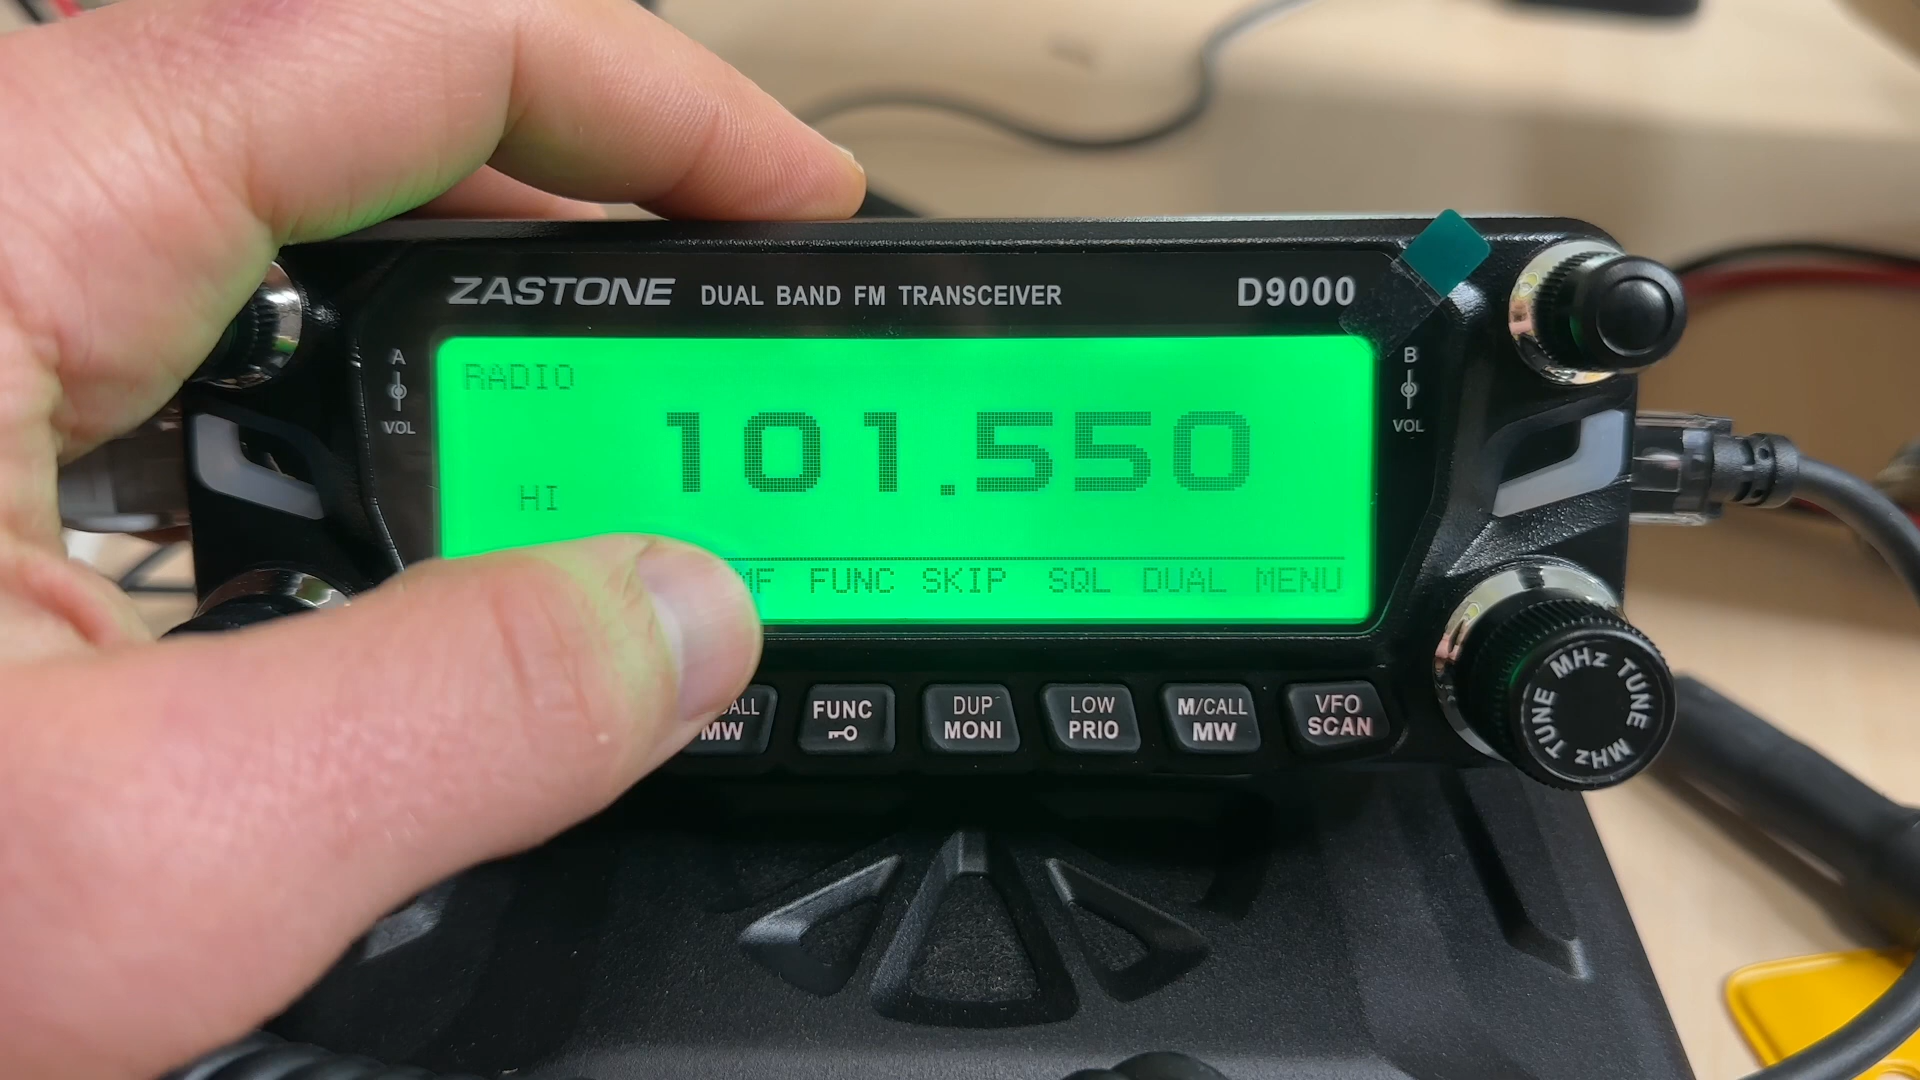 ZASTONE DUAL BAND FM TRANSCEIVER D9000
A
VOL
B
VOL
RADIO
101.550
HI
FUNC SKIP SQL DUAL MENU
MW
FUNC
DUP
MONI
LOW
PRIO
M/CALL
MW
VFO
SCAN
TUNE MHz TUNE MHz